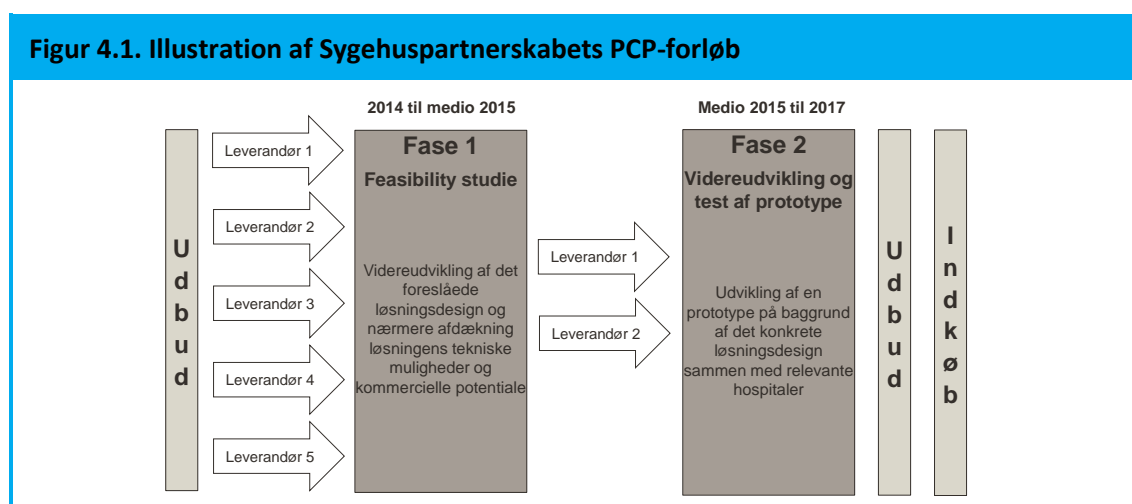 Figur 4.1. Illustration af Sygehuspartnerskabets PCP-forløb
Udbud
Leverandør 1
Leverandør 2
Leverandør 3
Leverandør 4
Leverandør 5
2014 til medio 2015
Fase 1
Feasibility studie
Videreudvikling af det
foreslåede
løsningsdesign og
nærmere afdækning
løsningens tekniske
muligheder og
kommercielle potentiale
Leverandør 1
Leverandør 2
Medio 2015 til 2017
Fase 2
Videreudvikling og
test af prototype
Udvikling af en
prototype på baggrund
af det konkrete
løsningsdesign
sammen med relevante
hospitaler
Udbud
Indkøb